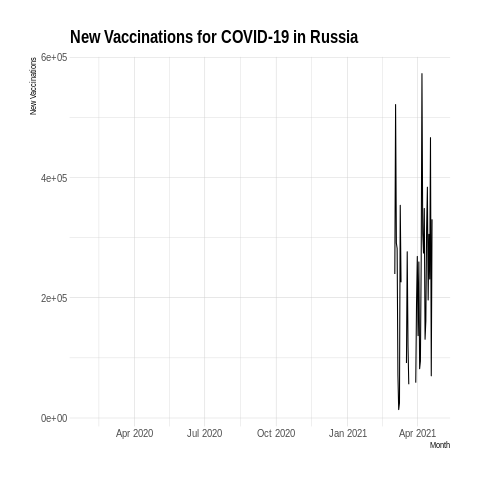 New Vaccinations for COVID-19 in Russia
New Vaccinations
6e+05
4e+05
2e+05
0e+00
Apr 2020 Jul 2020 Oct 2020 Jan 2021 Apr 2021
Month